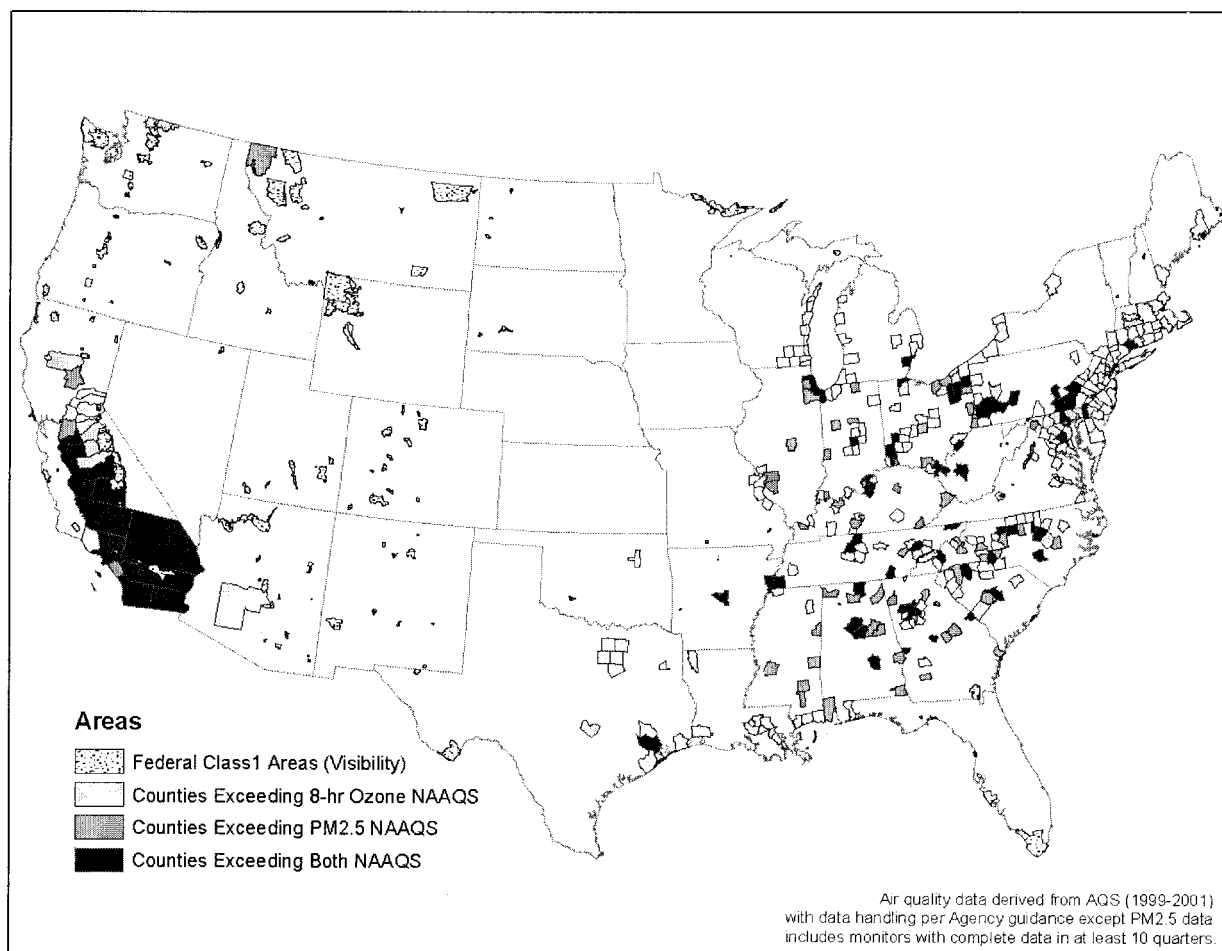 Areas
Federal Class1 Areas (Visibility)
Counties Exceeding 8-hr Ozone NAAQS
Counties Exceeding PM2.5 NAAQS
Counties Exceeding Both NAAQS
Air quality data derived from AQS (1999-2001)
with data handling per Agency guidance except PM2.5 data
includes monitors with complete data in at least 10 quarters